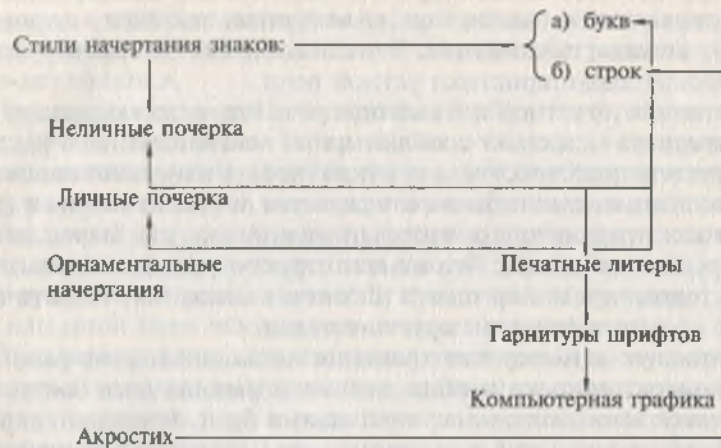 Стили начертания знаков:
а) букв
б) строк
Неличные почерка
Личные почерка
Орнаментальные
начертания
Печатные литеры
Гарнитуры шрифтов
Компьютерная графика
Акростих